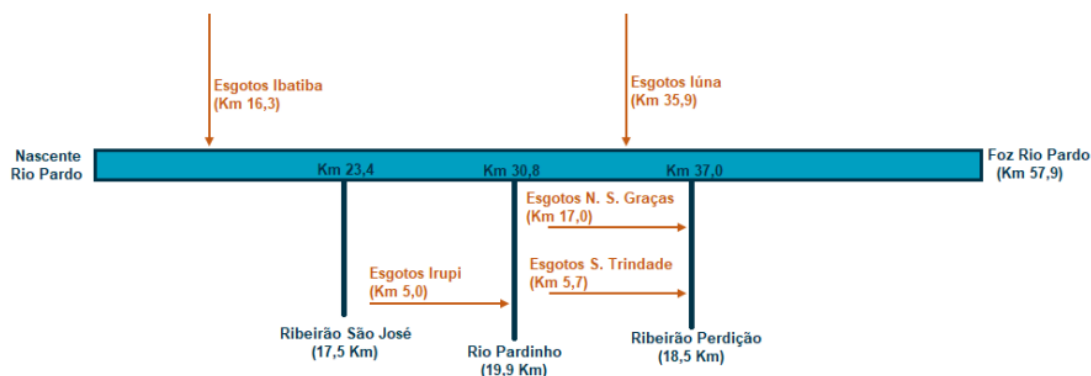 Esgotos Ibatiba
(Km 16,3)
Esgotos Iúna
(Km 35,9)
Nascente
Rio Pardo
Km 23,4
Km 30,8
Km 37,0
Foz Rio Pardo
(Km 57,9)
Esgotos N. S. Graças
(Km 17,0)
Esgotos Irupi
(Km 5,0)
Esgotos S. Trindade
(Km 5,7)
Ribeirão São José
(17,5 Km)
Rio Pardinho
(19,9 Km)
Ribeirão Perdição
(18,5 Km)